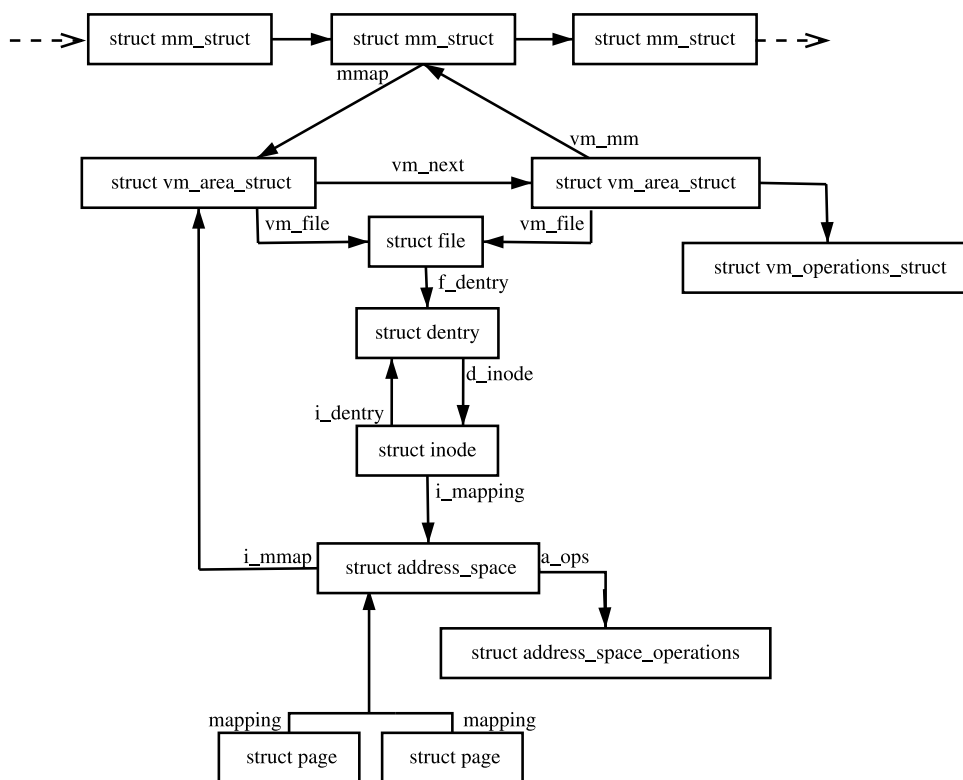 struct mm_struct
struct mm_struct
struct mm_struct
mmap
vm_mm
struct vm_area_struct
vm_next
struct vm_area_struct
vm_file
struct file
vm_file
struct vm_operations_struct
f_dentry
struct dentry
d_inode
i_dentry
struct inode
i_mapping
i_mmap
struct address_space
a_ops
struct address_space_operations
mapping
mapping
struct page
struct page